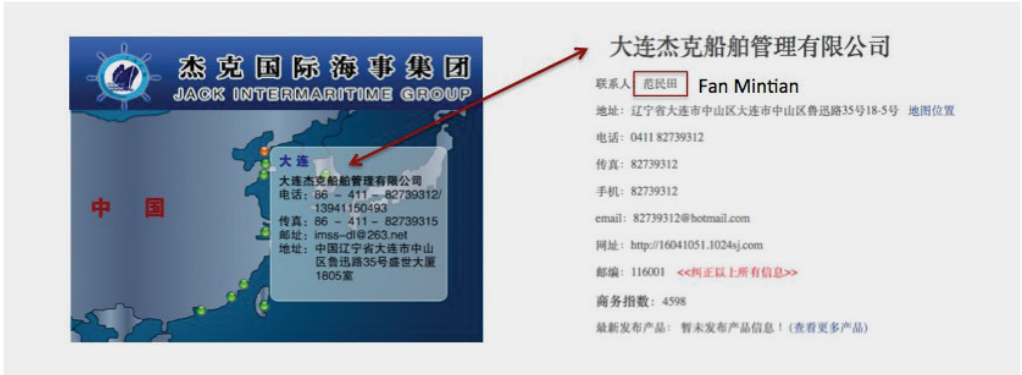 杰克国际海事集团
JACK INTERMARITIME GROUP
中国
大连
大连杰克船舶管理有限公司
电话：86 - 411 - 82739312/
13941150493
传真：86 - 411 - 82739315
邮址：imss-dl@263.net
地址：中国辽宁省大连市中山
区鲁迅路35号盛世大厦
1805室
大连杰克船舶管理有限公司
联系人：范民田 Fan Mintian
地址：辽宁省大连市中山区大连市中山区鲁迅路35号18-5号 地图位置
电话：0411 82739312
传真：82739312
手机：82739312
email：82739312@hotmail.com
网址：http://16041051.1024sj.com
邮编：116001 <<纠正以上所有信息>>
商务指数：4598
最新发布产品：暂未发布产品信息！(查看更多产品)